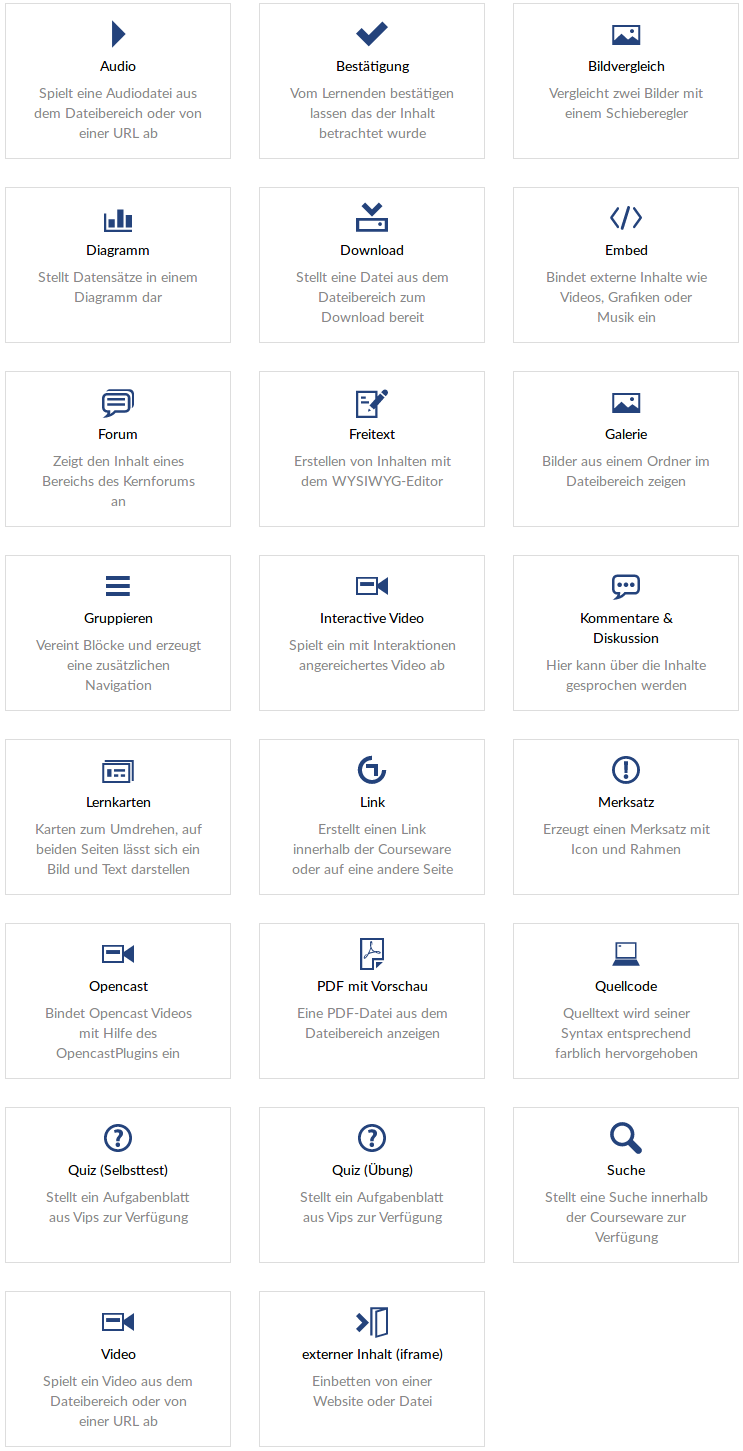 Audio
Spielt eine Audiodatei aus
dem Dateibereich oder von
einer URL ab
Bestätigung
Vom Lernenden bestätigen
lassen das der Inhalt
betrachtet wurde
Bildvergleich
Vergleicht zwei Bilder mit
einem Schieberegler
Diagramm
Stellt Datensätze in einem
Diagramm dar
Download
Stellt eine Datei aus dem
Dateibereich zum
Download bereit
Embed
Bindet externe Inhalte wie
Videos, Grafiken oder
Musik ein
Forum
Zeigt den Inhalt eines
Bereichs des Kernforums
an
Freitext
Erstellen von Inhalten mit
dem WYSIWYG-Editor
Galerie
Bilder aus einem Ordner im
Dateibereich zeigen
Gruppieren
Vereint Blöcke und erzeugt
eine zusätzlichen
Navigation
Interactive Video
Spielt ein mit Interaktionen
angereichertes Video ab
Kommentare &
Diskussion
Hier kann über die Inhalte
gesprochen werden
Lernkarten
Karten zum Umdrehen, auf
beiden Seiten lässt sich ein
Bild und Text darstellen
Link
Erstellt einen Link
innerhalb der Courseware
oder auf eine andere Seite
Merksatz
Erzeugt einen Merksatz mit
Icon und Rahmen
Opencast
Bindet Opencast Videos
mit Hilfe des
OpencastPlugins ein
PDF mit Vorschau
Eine PDF-Datei aus dem
Dateibereich anzeigen
Quellcode
Quelltext wird seiner
Syntax entsprechend
farblich hervorgehoben
Quiz (Selbsttest)
Stellt ein Aufgabenblatt
aus Vips zur Verfügung
Quiz (Übung)
Stellt ein Aufgabenblatt
aus Vips zur Verfügung
Suche
Stellt eine Suche innerhalb
der Courseware zur
Verfügung
Video
Spielt ein Video aus dem
Dateibereich oder von
einer URL ab
externer Inhalt (iframe)
Einbetten von einer
Website oder Datei